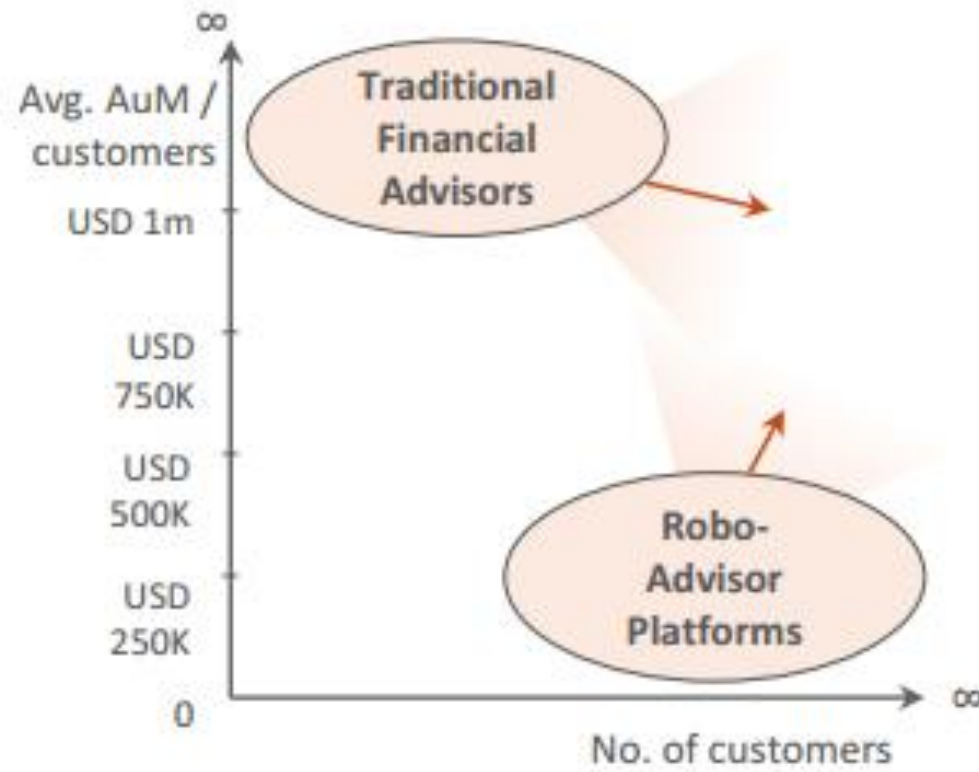 ∞
Avg. AuM /
customers
Traditional
Financial
Advisors
USD 1m
USD
750K
USD
500K
USD
250K
Robo-
Advisor
Platforms
0
∞
No. of customers